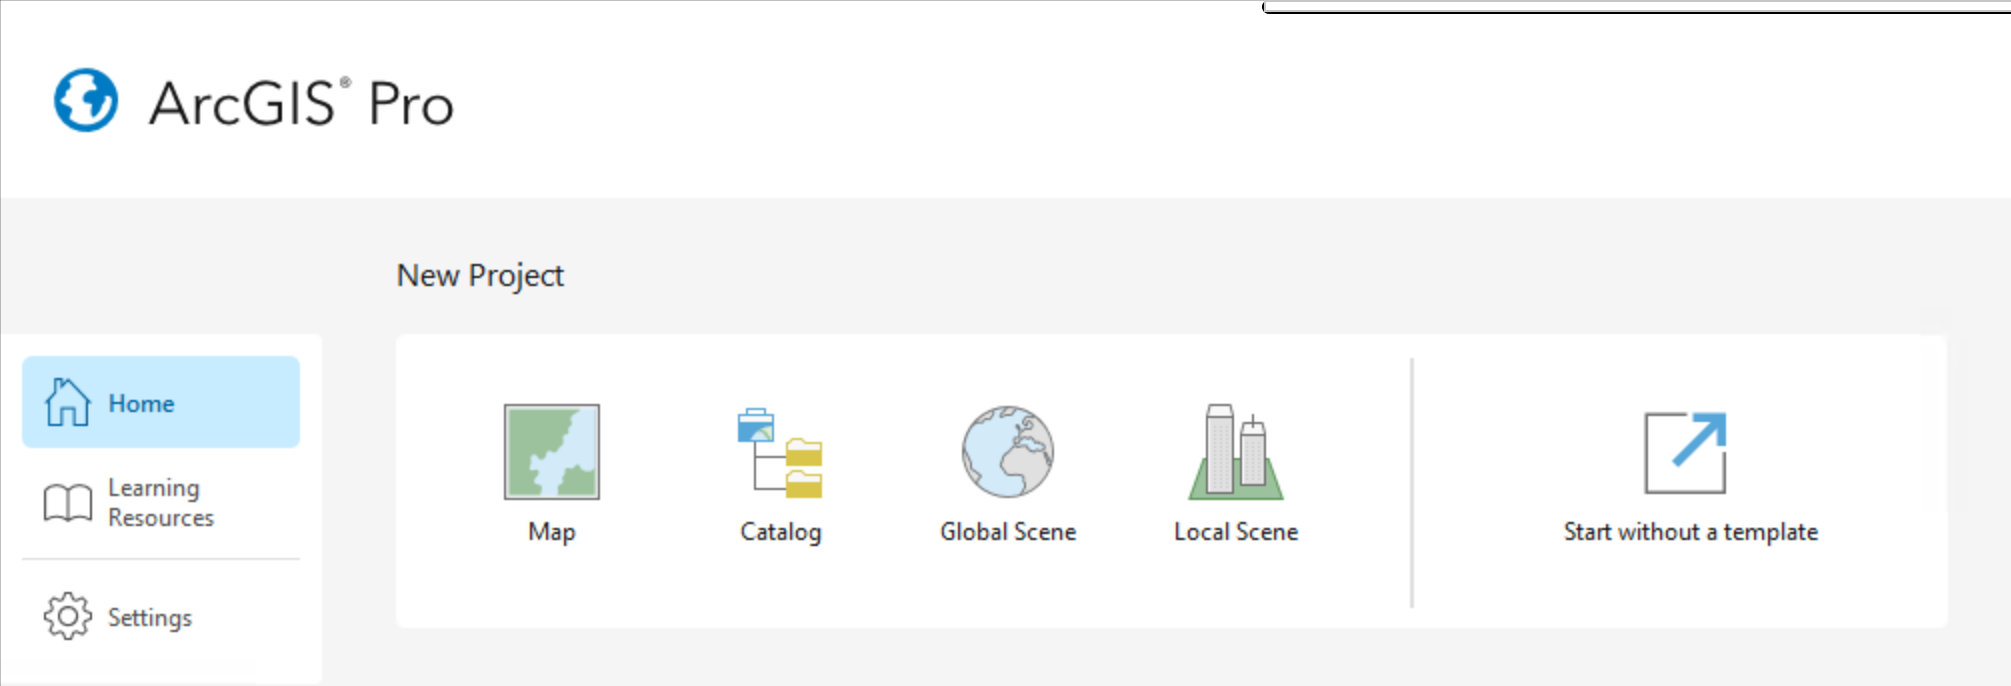 ArcGIS® Pro
New Project
Home
Learning
Resources
Settings
Map
Catalog
Global Scene
Local Scene
Start without a template